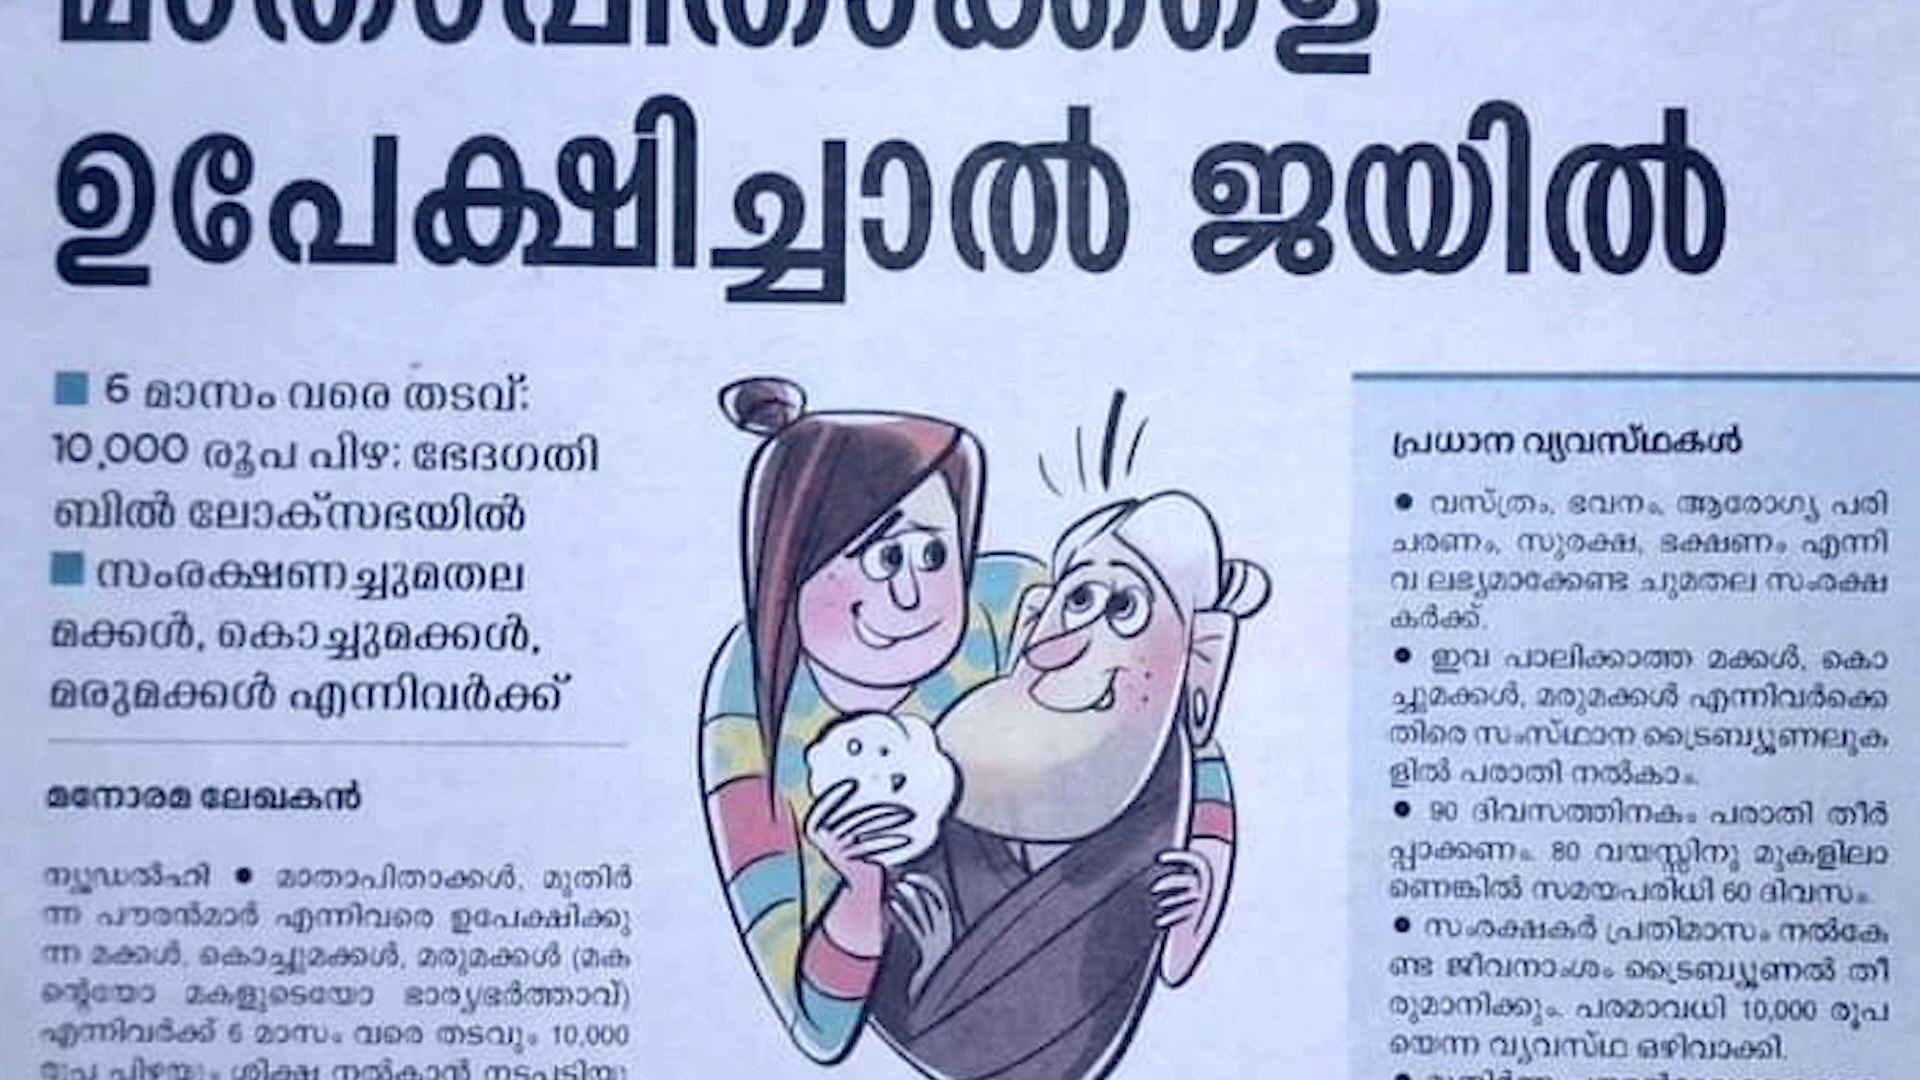 മാതാപിതാക്കളെ
ഉപേക്ഷിച്ചാൽ ജയിൽ
6 മാസം വരെ തടവ്:
10,000 രൂപ പിഴ: ഭേദഗതി
ബിൽ ലോക്സഭയിൽ
സംരക്ഷണച്ചുമതല
മക്കൾ, കൊച്ചുമക്കൾ,
മരുമക്കൾ എന്നിവർക്ക്
മനോരമ ലേഖകൻ
ന്യൂഡൽഹി ● മാതാപിതാക്കൾ, മുതിർ
ന്ന പൗരൻമാർ എന്നിവരെ ഉപേക്ഷിക്കു
ന്ന മക്കൾ, കൊച്ചുമക്കൾ, മരുമക്കൾ (മക
ന്റെയോ മകളുടെയോ ഭാര്യ/ഭർത്താവ്)
എന്നിവർക്ക് 6 മാസം വരെ തടവും 10,000
രൂപ പിഴയും ശിക്ഷ നൽകാൻ
പ്രധാന വ്യവസ്ഥകൾ
● വസ്ത്രം, ഭവനം, ആരോഗ്യ പരി
ചരണം, സുരക്ഷ, ഭക്ഷണം എന്നി
വ ലഭ്യമാക്കേണ്ട ചുമതല സംരക്ഷ
കർക്ക്.
● ഇവ പാലിക്കാത്ത മക്കൾ, കൊ
ച്ചുമക്കൾ, മരുമക്കൾ എന്നിവർക്കെ
തിരെ സംസ്ഥാന ട്രൈബ്യൂണലുക
ളിൽ പരാതി നൽകാം.
● 90 ദിവസത്തിനകം പരാതി തീർ
പ്പാക്കണം. 80 വയസ്സിനു മുകളിലാ
ണെങ്കിൽ സമയപരിധി 60 ദിവസം.
● സംരക്ഷകർ പ്രതിമാസം നൽകേ
ണ്ട ജീവനാംശം ട്രൈബ്യൂണൽ തീ
രുമാനിക്കും. പരമാവധി 10,000 രൂപ
യെന്ന വ്യവസ്ഥ ഒഴിവാക്കി.